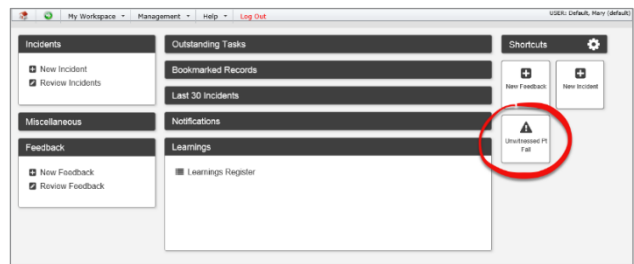 My Workspace Management Help Log Out
USER: Default, Mary (default)
Incidents
New Incident
Review Incidents
Miscellaneous
Feedback
New Feedback
Review Feedback
Outstanding Tasks
Bookmarked Records
Last 30 Incidents
Notifications
Learnings
Learnings Register
Shortcuts
New Feedback
New Incident
Unwitnessed Pt
Fall